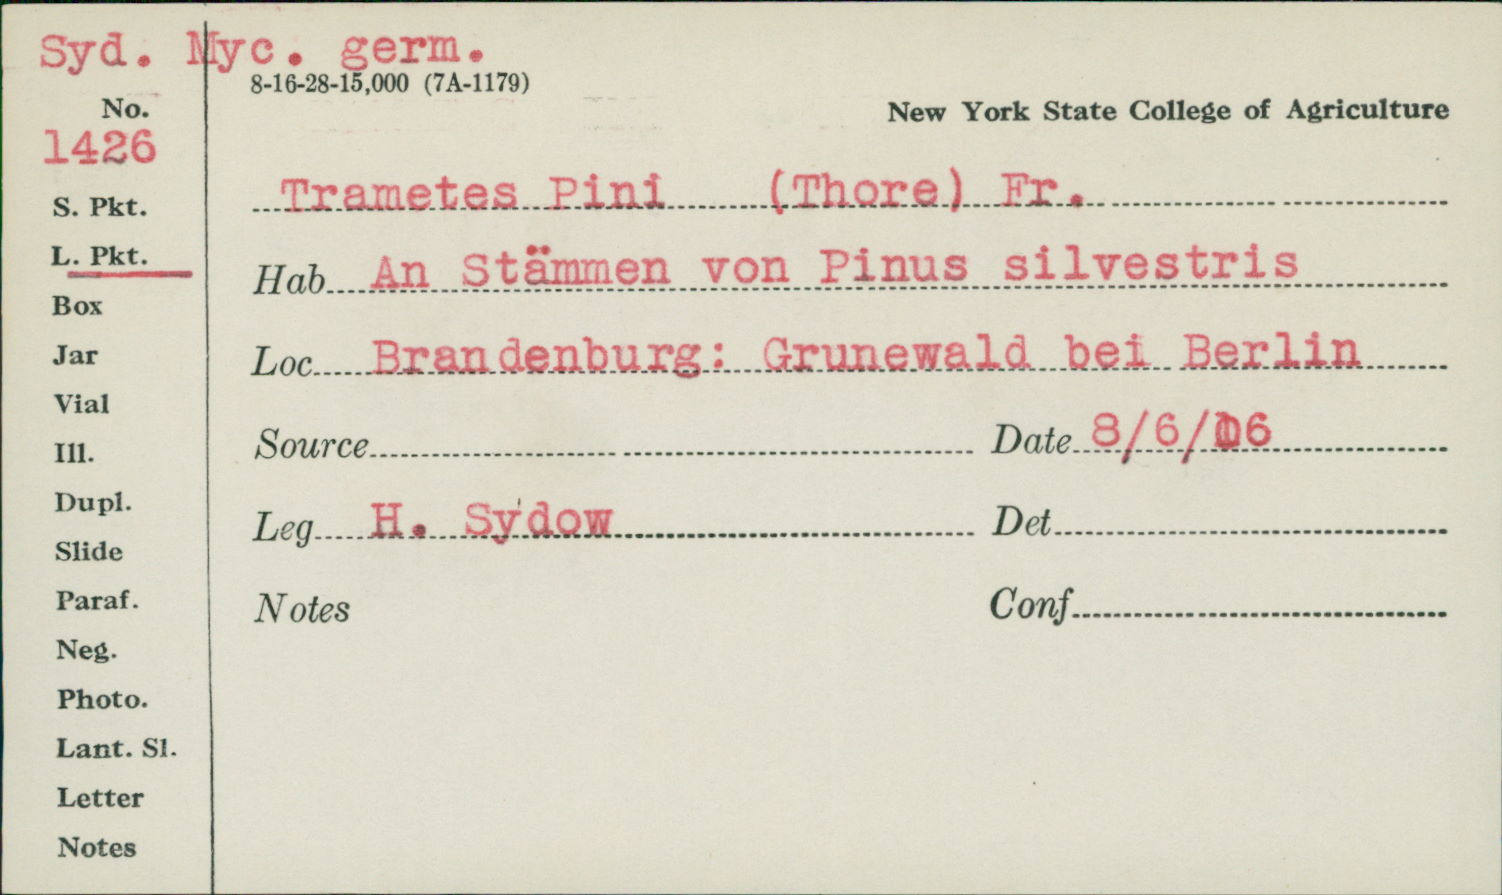 Syd. Myc. germ.
8-16-28-15,000 (7A-1179)
New York State College of Agriculture
No.
1426
S. Pkt.
L. Pkt.
Box
Jar
Vial
Ill.
Dupl.
Slide
Paraf.
Neg.
Photo.
Lant. Sl.
Letter
Notes
Trametes Pini (Thore) Fr.
Hab An Stämmen von Pinus silvestris
Loc Brandenburg: Grunewald bei Berlin
Source Date 8/6/
Leg H. Sydow Det
Notes Conf